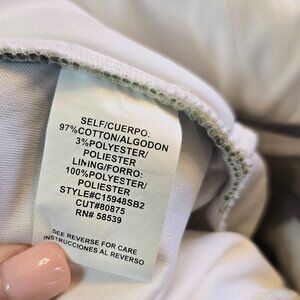 SELF/CUERPO:
97%COTTON/ALGODON
3%POLYESTER/
POLIESTER
LINING/FORRO:
100%POLYESTER/
POLIESTER
STYLE#C15948SB2
CUT#80875
RN# 58539
SEE REVERSE FOR CARE
INSTRUCCIONES AL REVERSO